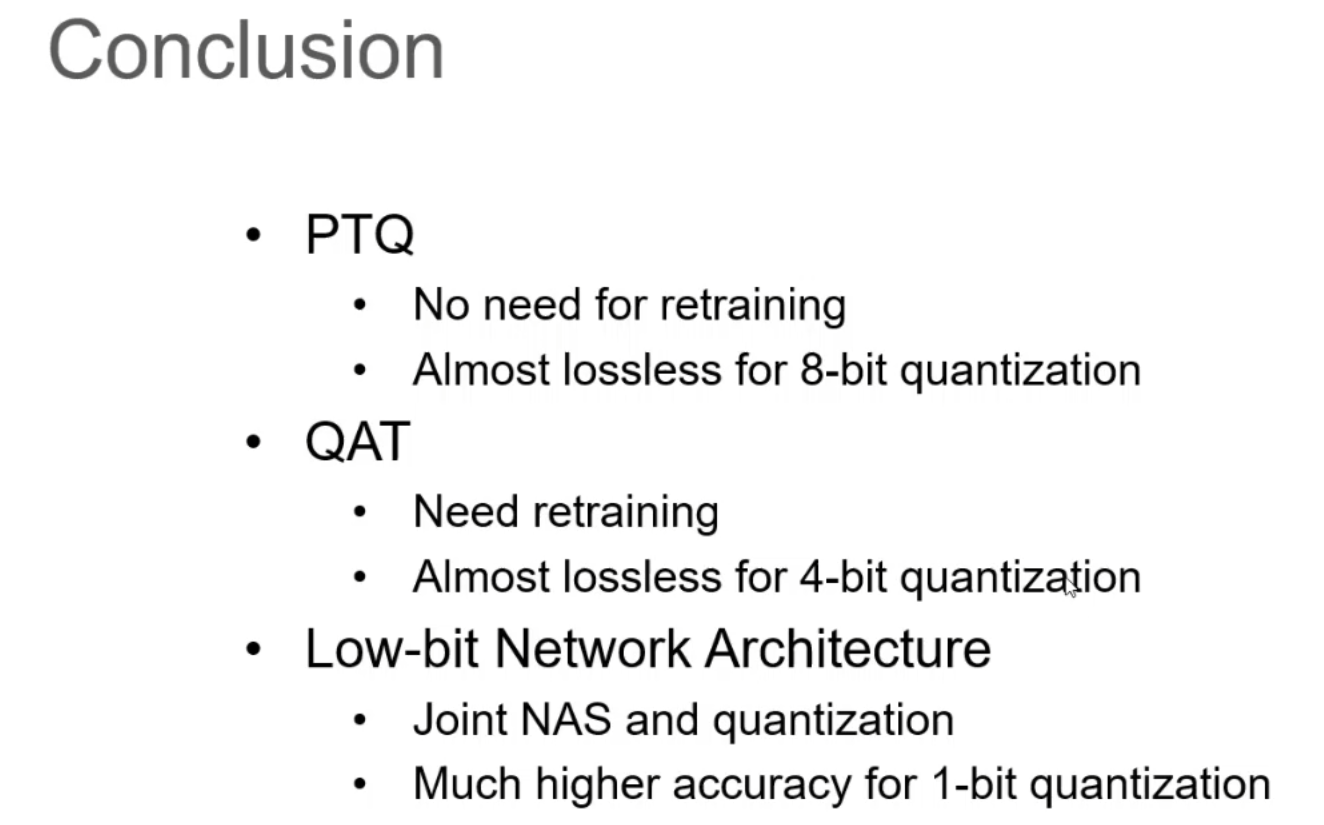 Conclusion
• PTQ
• No need for retraining
• Almost lossless for 8-bit quantization
• QAT
• Need retraining
• Almost lossless for 4-bit quantization
• Low-bit Network Architecture
• Joint NAS and quantization
• Much higher accuracy for 1-bit quantization